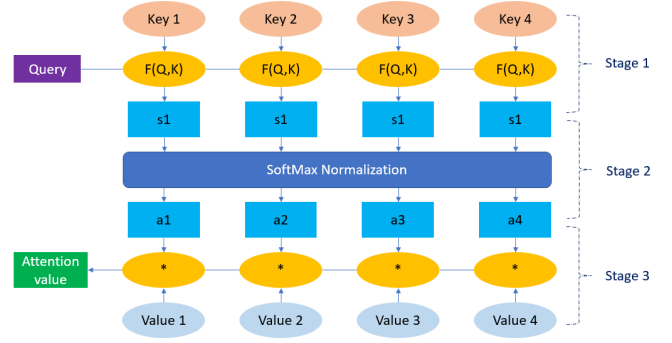 Key 1 Key 2 Key 3 Key 4
Stage 1
Query F(Q,K) F(Q,K) F(Q,K) F(Q,K)
s1 s1 s1 s1
SoftMax Normalization
Stage 2
a1 a2 a3 a4
Attention
value
* * * *
Stage 3
Value 1 Value 2 Value 3 Value 4